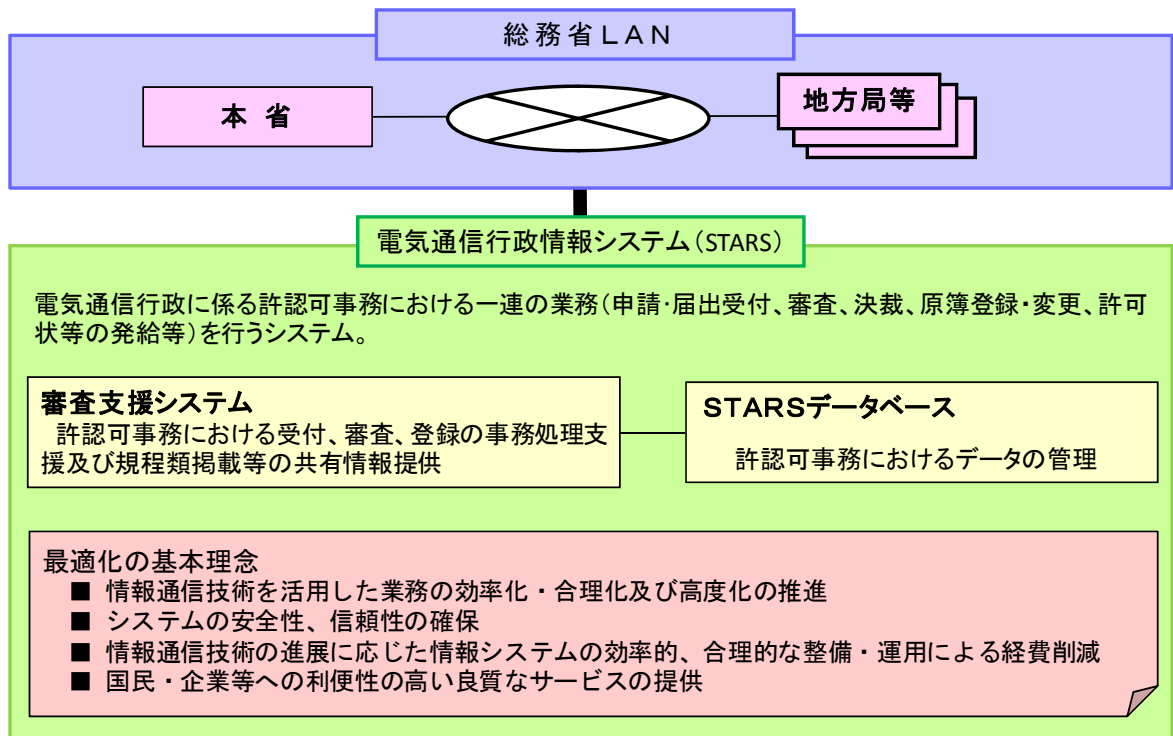 総務省ＬＡＮ
本 省
地方局等
電気通信行政情報システム（STARS）
電気通信行政に係る許認可事務における一連の業務（申請・届出受付、審査、決裁、原簿登録・変更、許可
状等の発給等）を行うシステム。
審査支援システム
許認可事務における受付、審査、登録の事務処理支
援及び規程類掲載等の共有情報提供
ＳＴＡＲＳデータベース
許認可事務におけるデータの管理
最適化の基本理念
■ 情報通信技術を活用した業務の効率化・合理化及び高度化の推進
■ システムの安全性、信頼性の確保
■ 情報通信技術の進展に応じた情報システムの効率的、合理的な整備・運用による経費削減
■ 国民・企業等への利便性の高い良質なサービスの提供